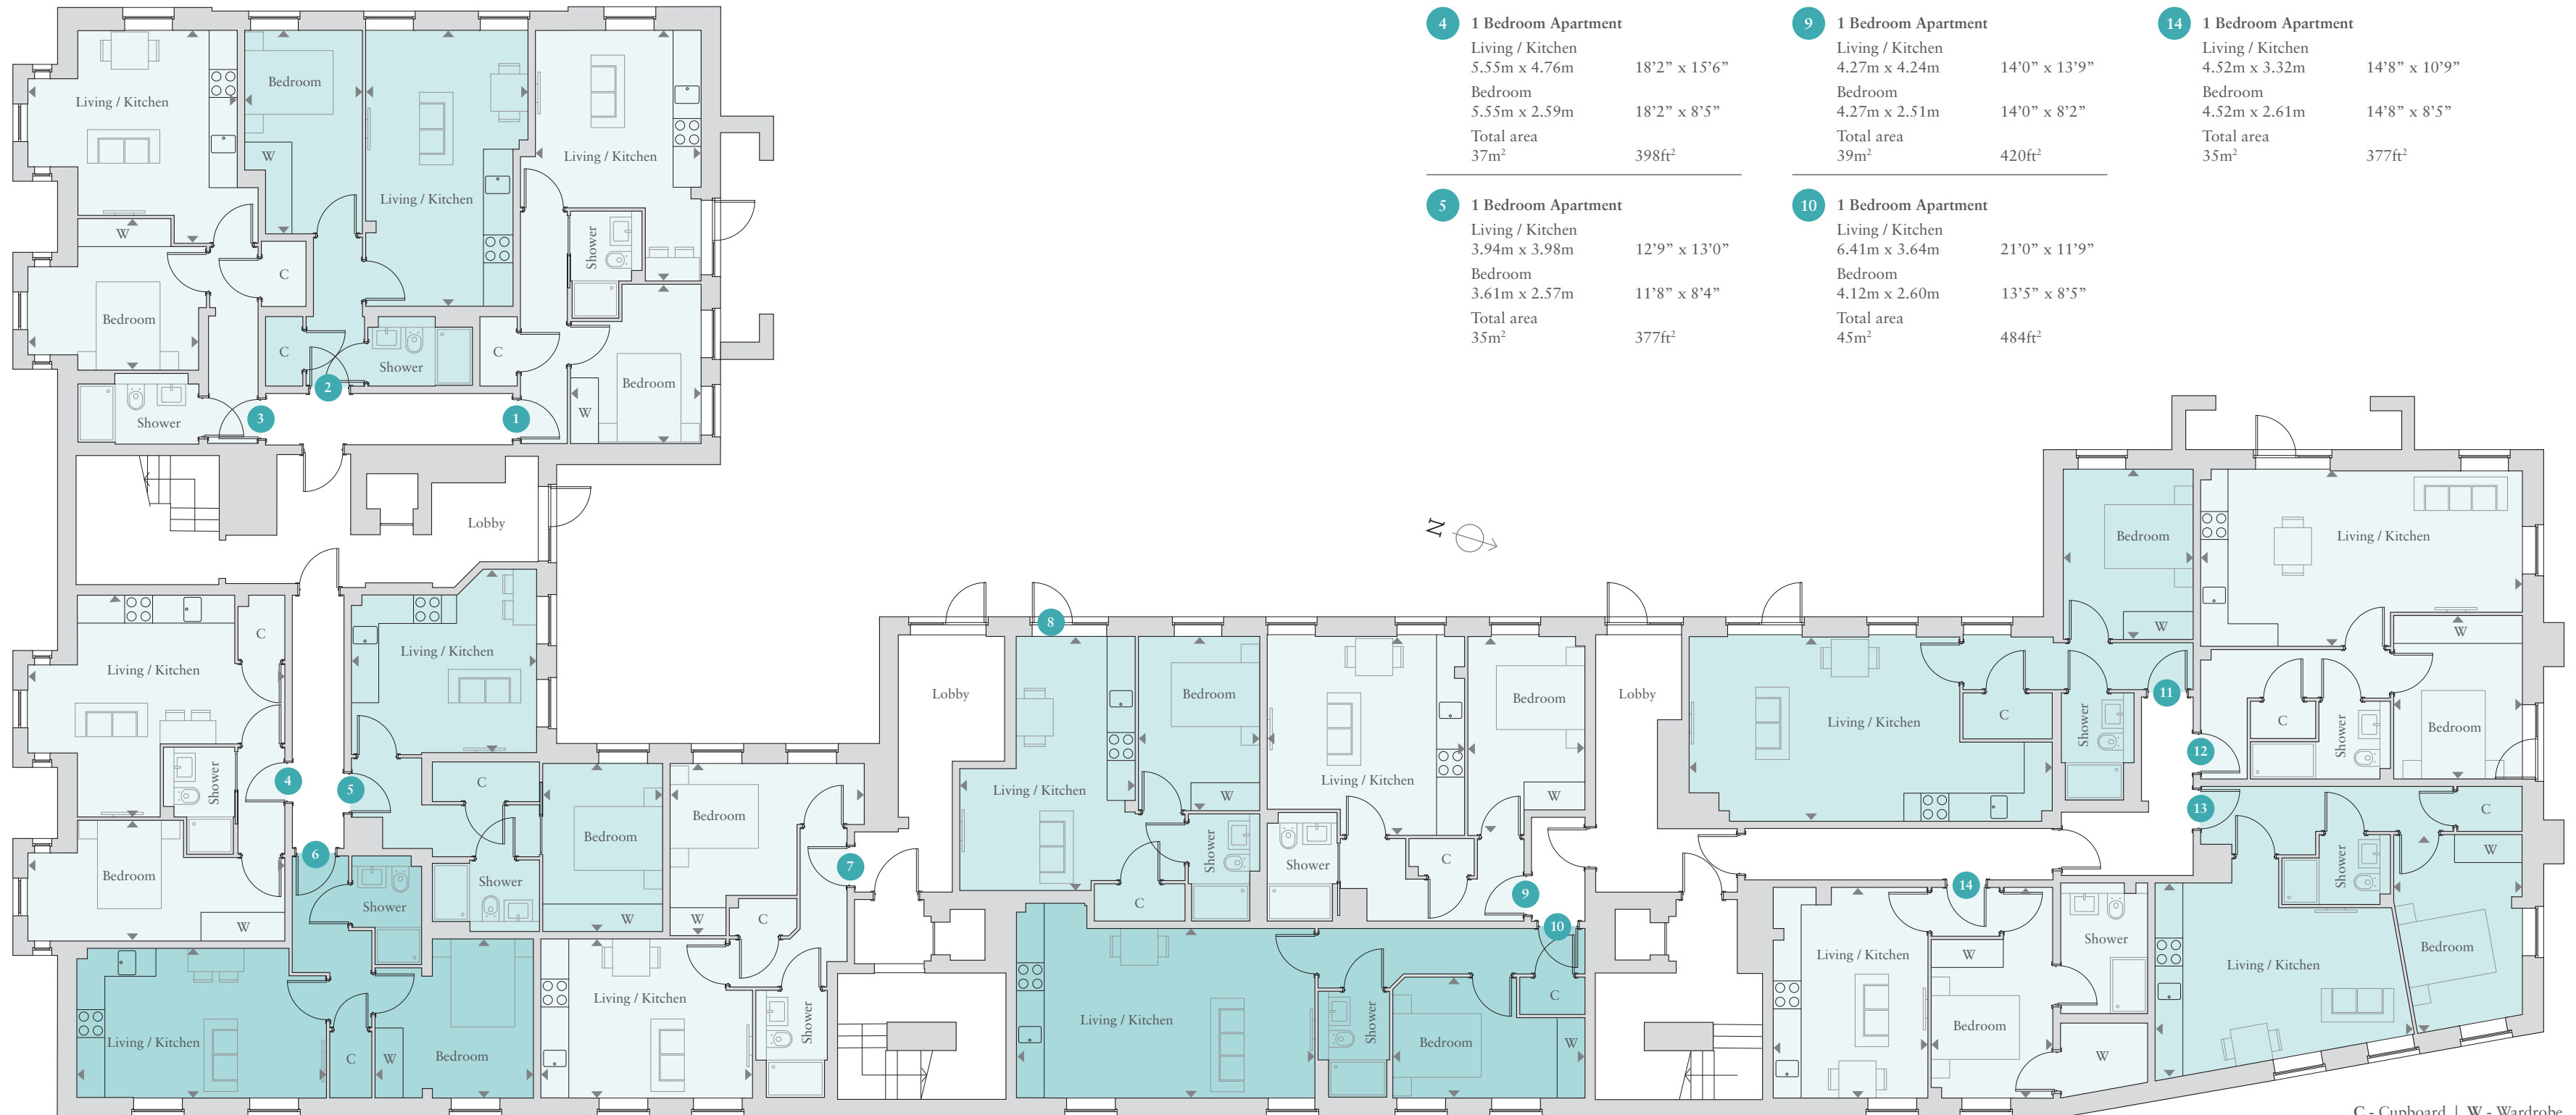 4 1 Bedroom Apartment
Living / Kitchen
5.55m x 4.76m 18’2” x 15’6”
Bedroom
5.55m x 2.59m 18’2” x 8’5”
Total area
37m² 398ft²
5 1 Bedroom Apartment
Living / Kitchen
3.94m x 3.98m 12’9” x 13’0”
Bedroom
3.61m x 2.57m 11’8” x 8’4”
Total area
35m² 377ft²
9 1 Bedroom Apartment
Living / Kitchen
4.27m x 4.24m 14’0” x 13’9”
Bedroom
4.27m x 2.51m 14’0” x 8’2”
Total area
39m² 420ft²
10 1 Bedroom Apartment
Living / Kitchen
6.41m x 3.64m 21’0” x 11’9”
Bedroom
4.12m x 2.60m 13’5” x 8’5”
Total area
45m² 484ft²
14 1 Bedroom Apartment
Living / Kitchen
4.52m x 3.32m 14’8” x 10’9”
Bedroom
4.52m x 2.61m 14’8” x 8’5”
Total area
35m² 377ft²
Living / Kitchen
W
Bedroom
C
Shower
3
Bedroom
W
Living / Kitchen
C
Shower
2
Living / Kitchen
Shower
C
Bedroom
W
1
Lobby
N
Living / Kitchen
C
Shower
4
Bedroom
W
Living / Kitchen
5
C
Shower
Bedroom
W
6
Shower
Living / Kitchen
C
W
Bedroom
Bedroom
W
C
7
Living / Kitchen
Shower
Lobby
8
Living / Kitchen
Bedroom
W
Shower
C
Living / Kitchen
Bedroom
W
Shower
C
9
10
Living / Kitchen
Shower
C
Bedroom
W
Lobby
Living / Kitchen
C
Bedroom
W
Shower
11
Living / Kitchen
W
Bedroom
C
Shower
12
13
C
W
Shower
Living / Kitchen
Bedroom
14
Living / Kitchen
W
Bedroom
Shower
W
C - Cupboard | W - Wardrobe